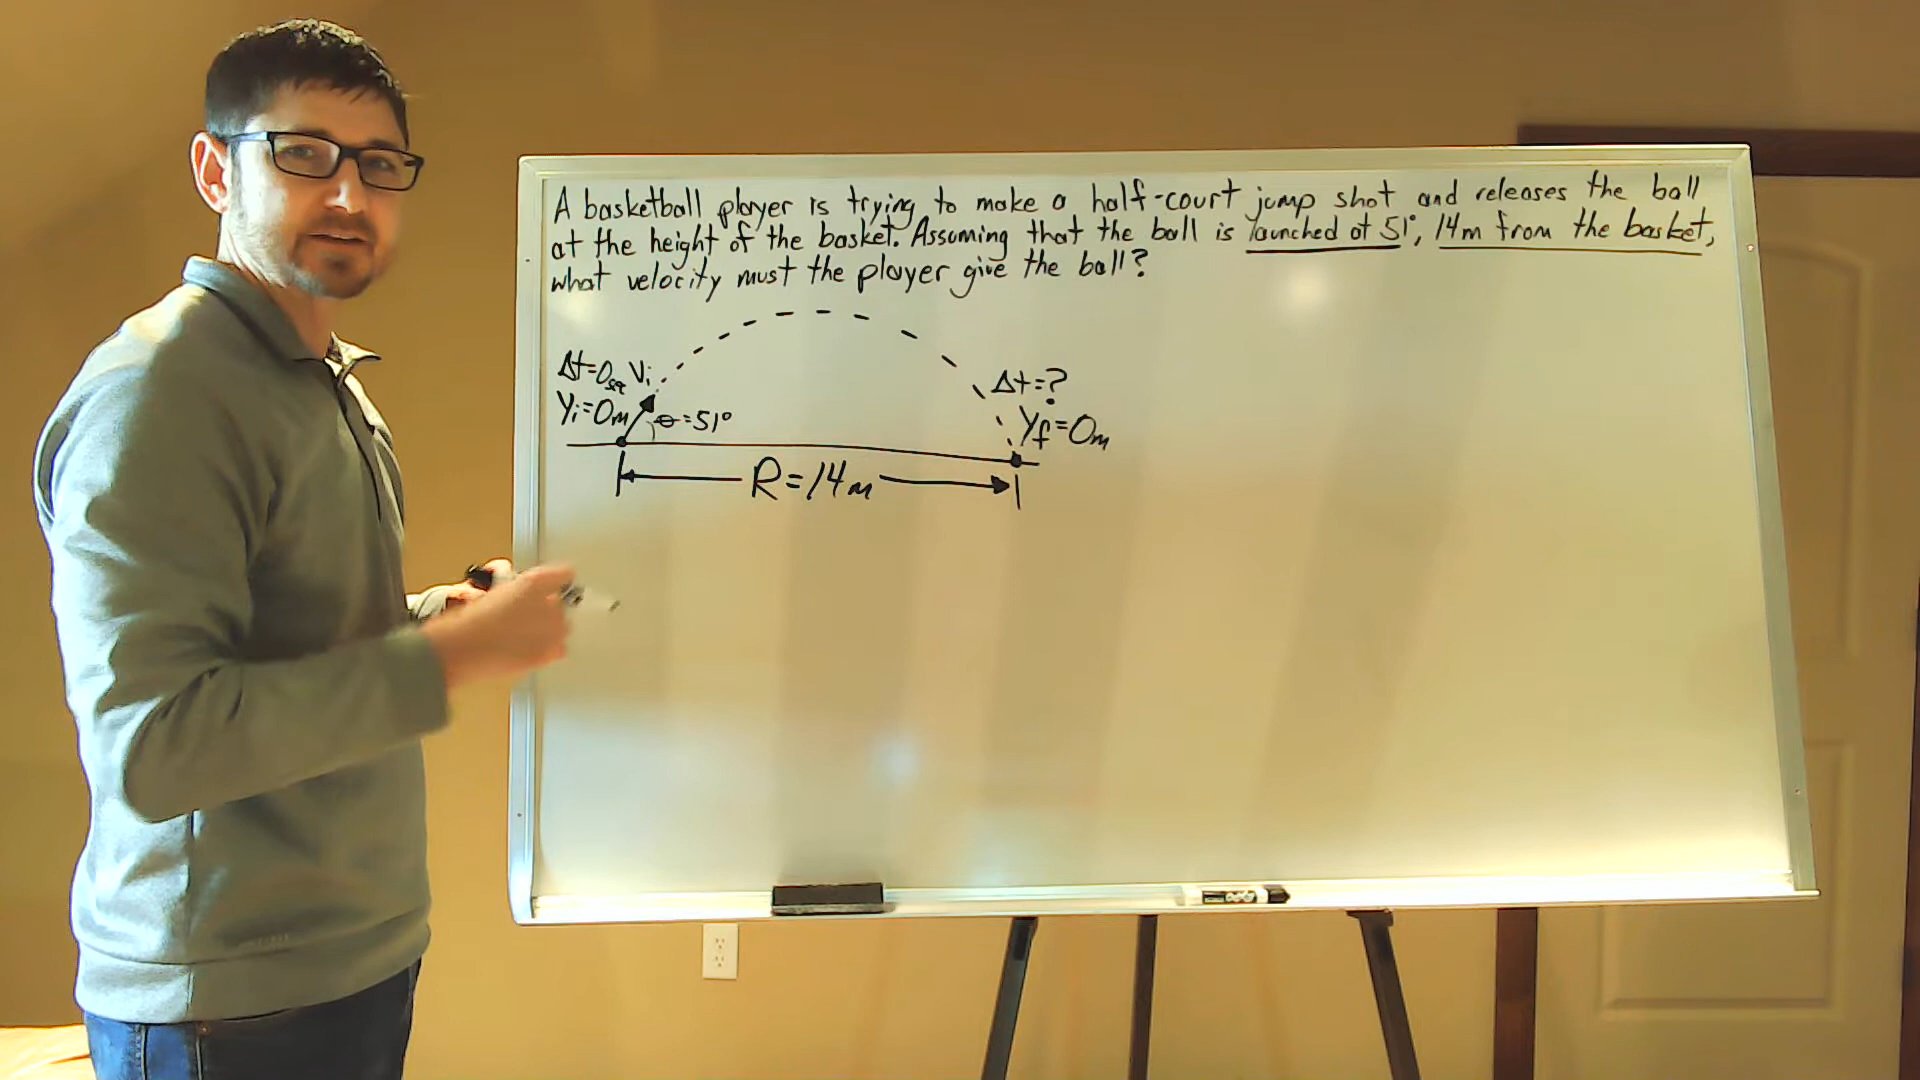 A basketball player is trying to make a half-court jump shot and releases the ball
at the height of the basket. Assuming that the ball is launched at 51°, 14m from the basket,
what velocity must the player give the ball?
Δt=0sec Vi
Yi=0m θ=51°
Δt=?
Yf=0m
R=14m
EXPO